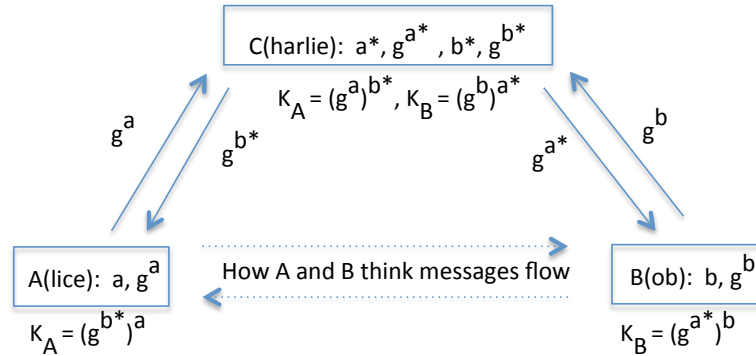 C(harlie): a*, g^a* , b*, g^b*
K_A = (g^a)^b*, K_B = (g^b)^a*
g^a
g^b*
g^a*
g^b
A(lice): a, g^a
How A and B think messages flow
B(ob): b, g^b
K_A = (g^b*)^a
K_B = (g^a*)^b